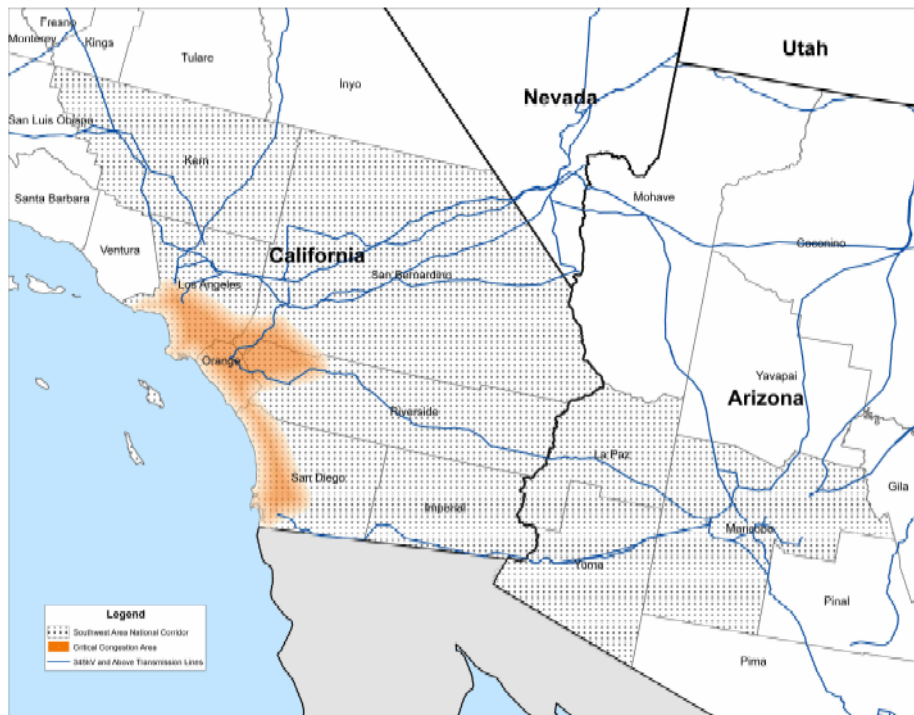 Fresno
Monterey
Kings
Tulare
Inyo
Utah
Nevada
San Luis Obispo
Kern
Mohave
Santa Barbara
Ventura
California
Coconino
San Bernardino
Los Angeles
Orange
Yavapai
Arizona
Riverside
La Paz
San Diego
Gila
Imperial
Maricopa
Yuma
Pinal
Pima
Legend
Southwest Area National Corridor
Critical Congestion Area
345kV and Above Transmission Lines